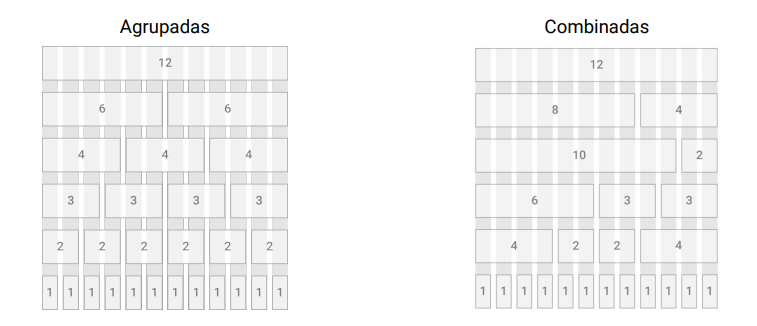 Agrupadas
12
6 6
4 4 4
3 3 3 3
2 2 2 2 2 2
1 1 1 1 1 1 1 1 1 1 1 1
Combinadas
12
8 4
10 2
6 3 3
4 2 2 4
1 1 1 1 1 1 1 1 1 1 1 1